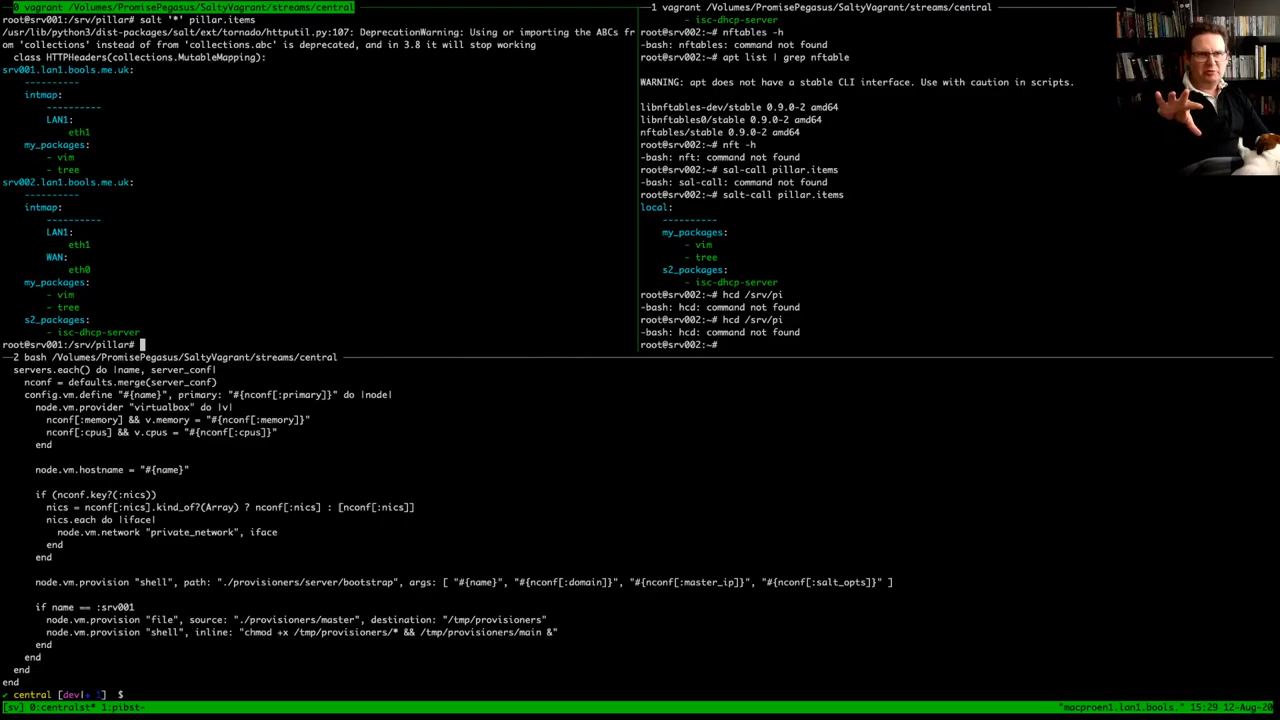 0 vagrant /Volumes/PromisePegasus/SaltyVagrant/streams/central
root@srv001:/srv/pillar# salt '*' pillar.items
/usr/lib/python3/dist-packages/salt/ext/tornado/httputil.py:107: DeprecationWarning: Using or importing the ABCs fr
om 'collections' instead of from 'collections.abc' is deprecated, and in 3.8 it will stop working
class HTTPHeaders(collections.MutableMapping):
srv001.lan1.bools.me.uk:
----------
intmap:
----------
LAN1:
eth1
my_packages:
- vim
- tree
srv002.lan1.bools.me.uk:
----------
intmap:
----------
LAN1:
eth1
WAN:
eth0
my_packages:
- vim
- tree
s2_packages:
- isc-dhcp-server
root@srv001:/srv/pillar#
1 vagrant /Volumes/PromisePegasus/SaltyVagrant/streams/central
- isc-dhcp-server
root@srv002:~# nftables -h
-bash: nftables: command not found
root@srv002:~# apt list | grep nftable
WARNING: apt does not have a stable CLI interface. Use with caution in scripts.
libnftables-dev/stable 0.9.0-2 amd64
libnftables0/stable 0.9.0-2 amd64
nftables/stable 0.9.0-2 amd64
root@srv002:~# nft -h
-bash: nft: command not found
root@srv002:~# sal-call pillar.items
-bash: sal-call: command not found
root@srv002:~# salt-call pillar.items
local:
----------
my_packages:
- vim
- tree
s2_packages:
- isc-dhcp-server
root@srv002:~# hcd /srv/pi
-bash: hcd: command not found
root@srv002:~# hcd /srv/pi
-bash: hcd: command not found
root@srv002:~#
2 bash /Volumes/PromisePegasus/SaltyVagrant/streams/central
servers.each() do |name, server_conf|
nconf = defaults.merge(server_conf)
config.vm.define "#{name}", primary: "#{nconf[:primary]}" do |node|
node.vm.provider "virtualbox" do |v|
nconf[:memory] && v.memory = "#{nconf[:memory]}"
nconf[:cpus] && v.cpus = "#{nconf[:cpus]}"
end
node.vm.hostname = "#{name}"
if (nconf.key?(:nics))
nics = nconf[:nics].kind_of?(Array) ? nconf[:nics] : [nconf[:nics]]
nics.each do |iface|
node.vm.network "private_network", iface
end
end
node.vm.provision "shell", path: "./provisioners/server/bootstrap", args: [ "#{name}", "#{nconf[:domain]}", "#{nconf[:master_ip]}", "#{nconf[:salt_opts]}" ]
if name == :srv001
node.vm.provision "file", source: "./provisioners/master", destination: "/tmp/provisioners"
node.vm.provision "shell", inline: "chmod +x /tmp/provisioners/* && /tmp/provisioners/main &"
end
end
end
end
✔ central [dev|+ 1] $
[sv] 0:centralst* 1:pibst- "macproen1.lan1.bools." 15:29 12-Aug-20